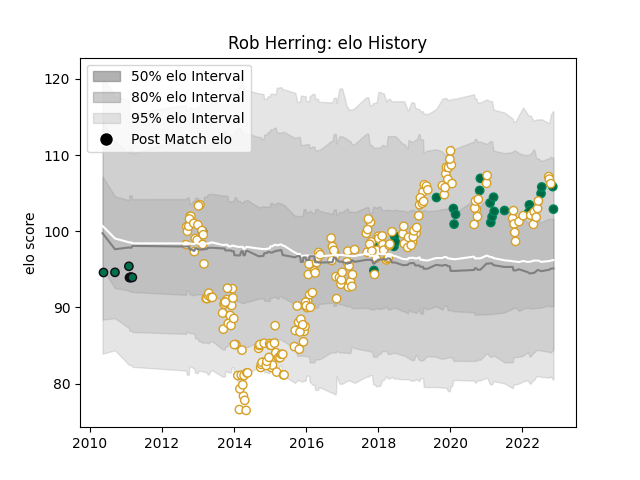 Rob Herring: elo History
50% elo Interval
80% elo Interval
95% elo Interval
Post Match elo
elo score
120
110
100
90
80
2010 2012 2014 2016 2018 2020 2022